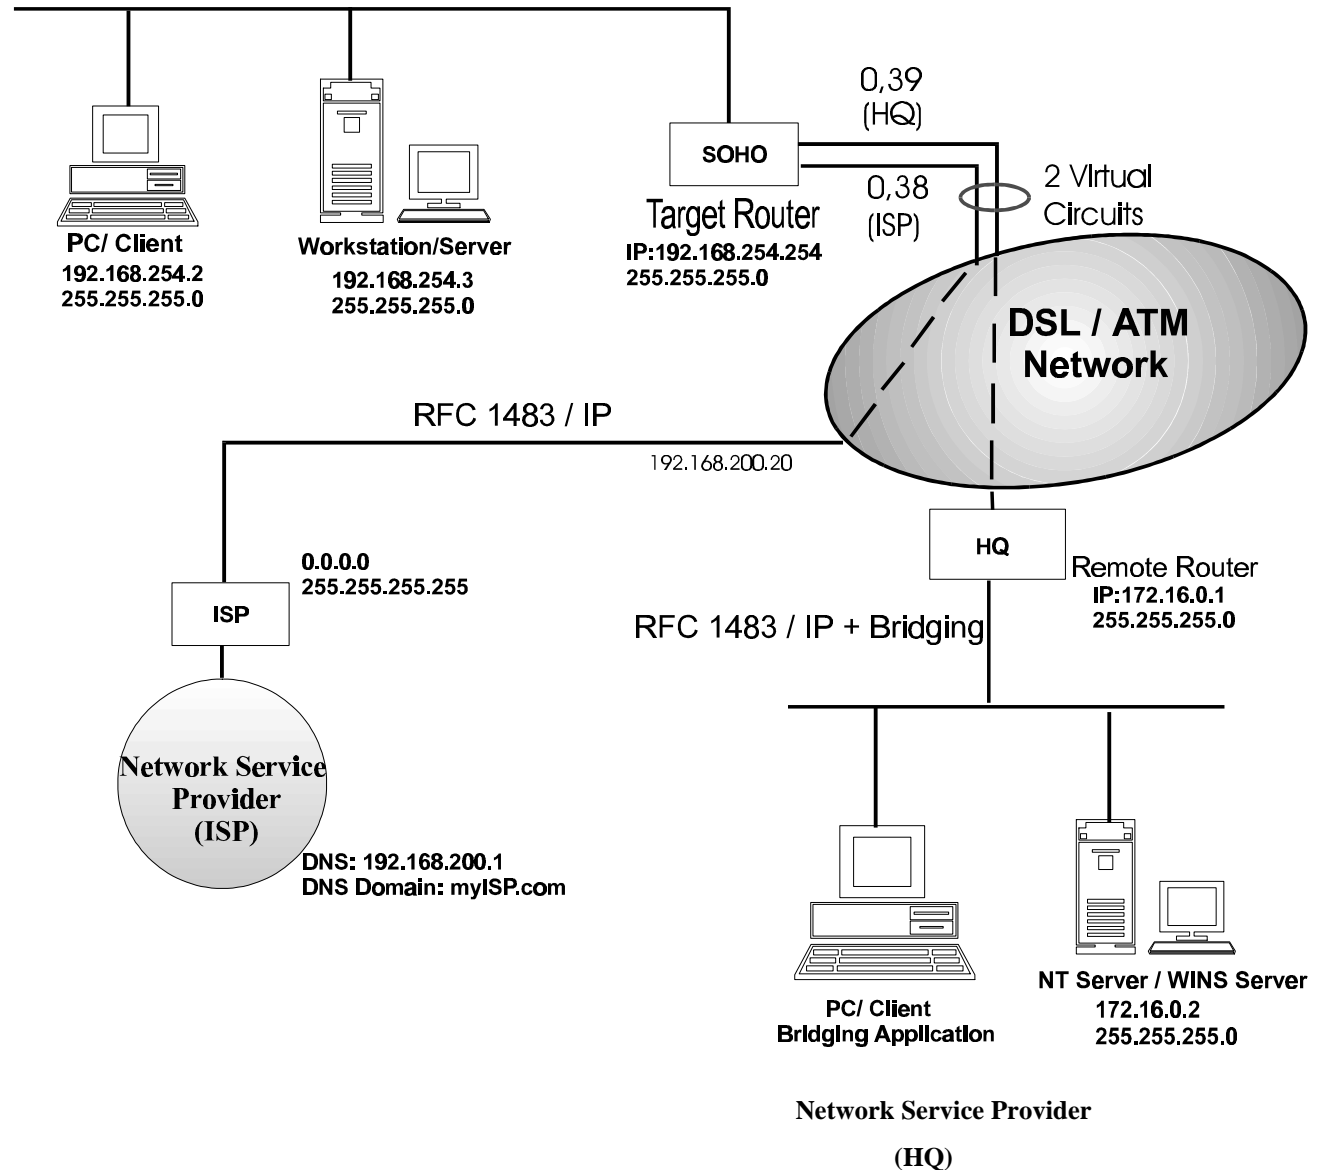 0,39
(HQ)
SOHO
0,38
(ISP)
2 VIrtual
Circuits
Target Router
IP:192.168.254.254
255.255.255.0
PC/ Client
192.168.254.2
255.255.255.0
Workstation/Server
192.168.254.3
255.255.255.0
DSL / ATM
Network
RFC 1483 / IP
192.168.200.20
HQ
Remote Router
IP:172.16.0.1
255.255.255.0
0.0.0.0
255.255.255.255
ISP
RFC 1483 / IP + Bridging
Network Service
Provider
(ISP)
DNS: 192.168.200.1
DNS Domain: myISP.com
PC/ Client
Bridging Application
NT Server / WINS Server
172.16.0.2
255.255.255.0
Network Service Provider
(HQ)